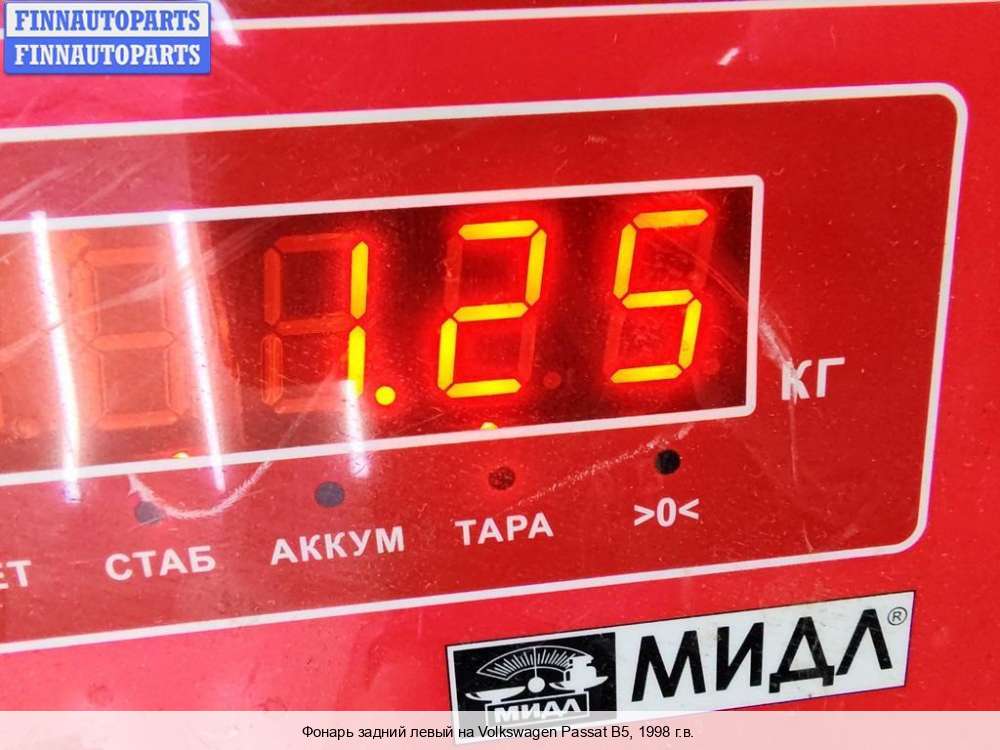 FINNAUTOPARTS
FINNAUTOPARTS
1.25
КГ
ЕТ СТАБ АККУМ ТАРА >0<
МИДЛ МИДЛ®
Фонарь задний левый на Volkswagen Passat B5, 1998 г.в.